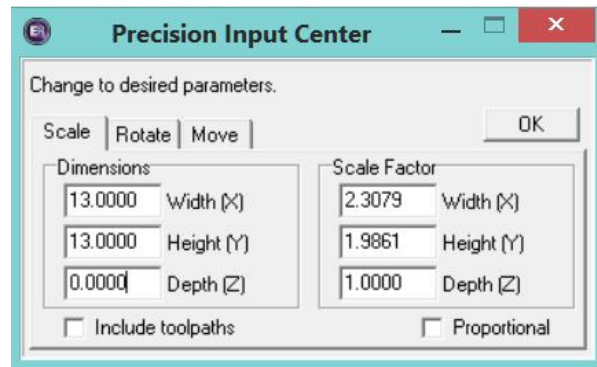 Precision Input Center
Change to desired parameters.
OK
Scale Rotate Move
Dimensions
13.0000 Width (X)
13.0000 Height (Y)
0.0000 Depth (Z)
Scale Factor
2.3079 Width (X)
1.9861 Height (Y)
1.0000 Depth (Z)
Include toolpaths
Proportional